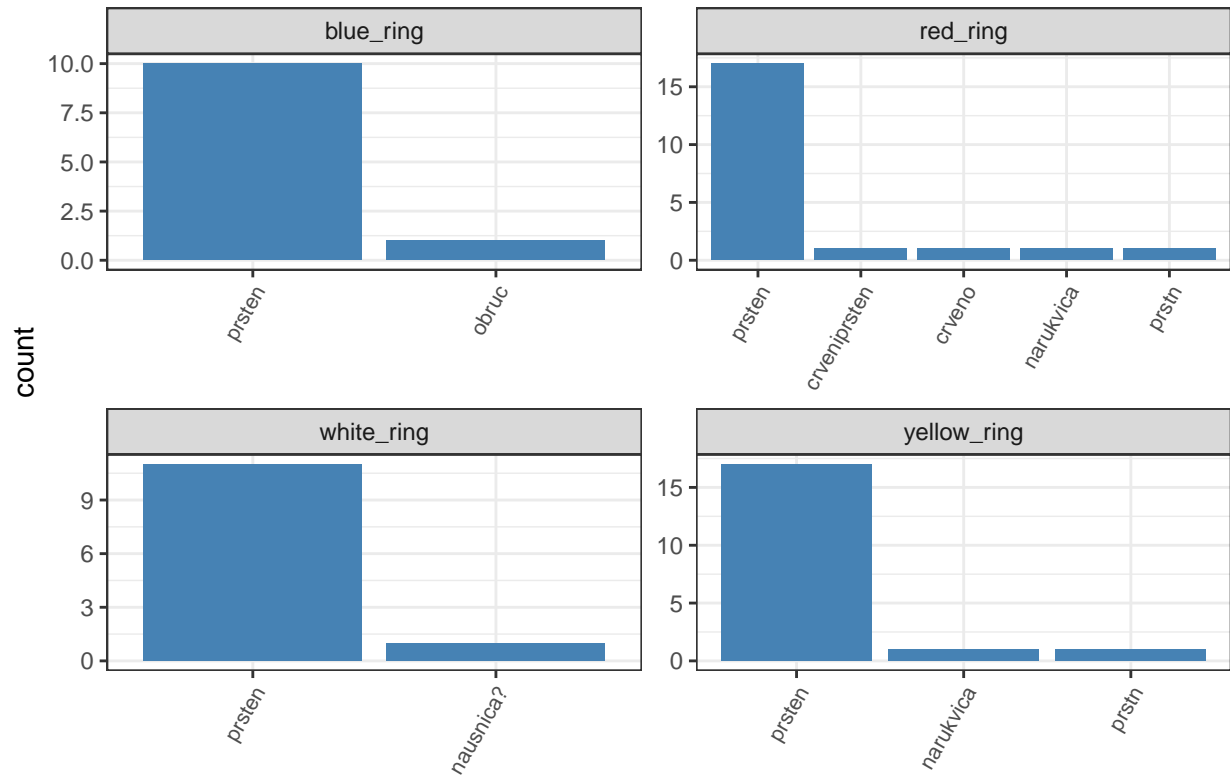 blue_ring
10.0
7.5
5.0
2.5
0.0
prsten
obruc
red_ring
15
10
5
0
prsten
crveniprsten
crveno
narukvica
prstn
count
white_ring
9
6
3
0
prsten
nausnica?
yellow_ring
15
10
5
0
prsten
narukvica
prstn